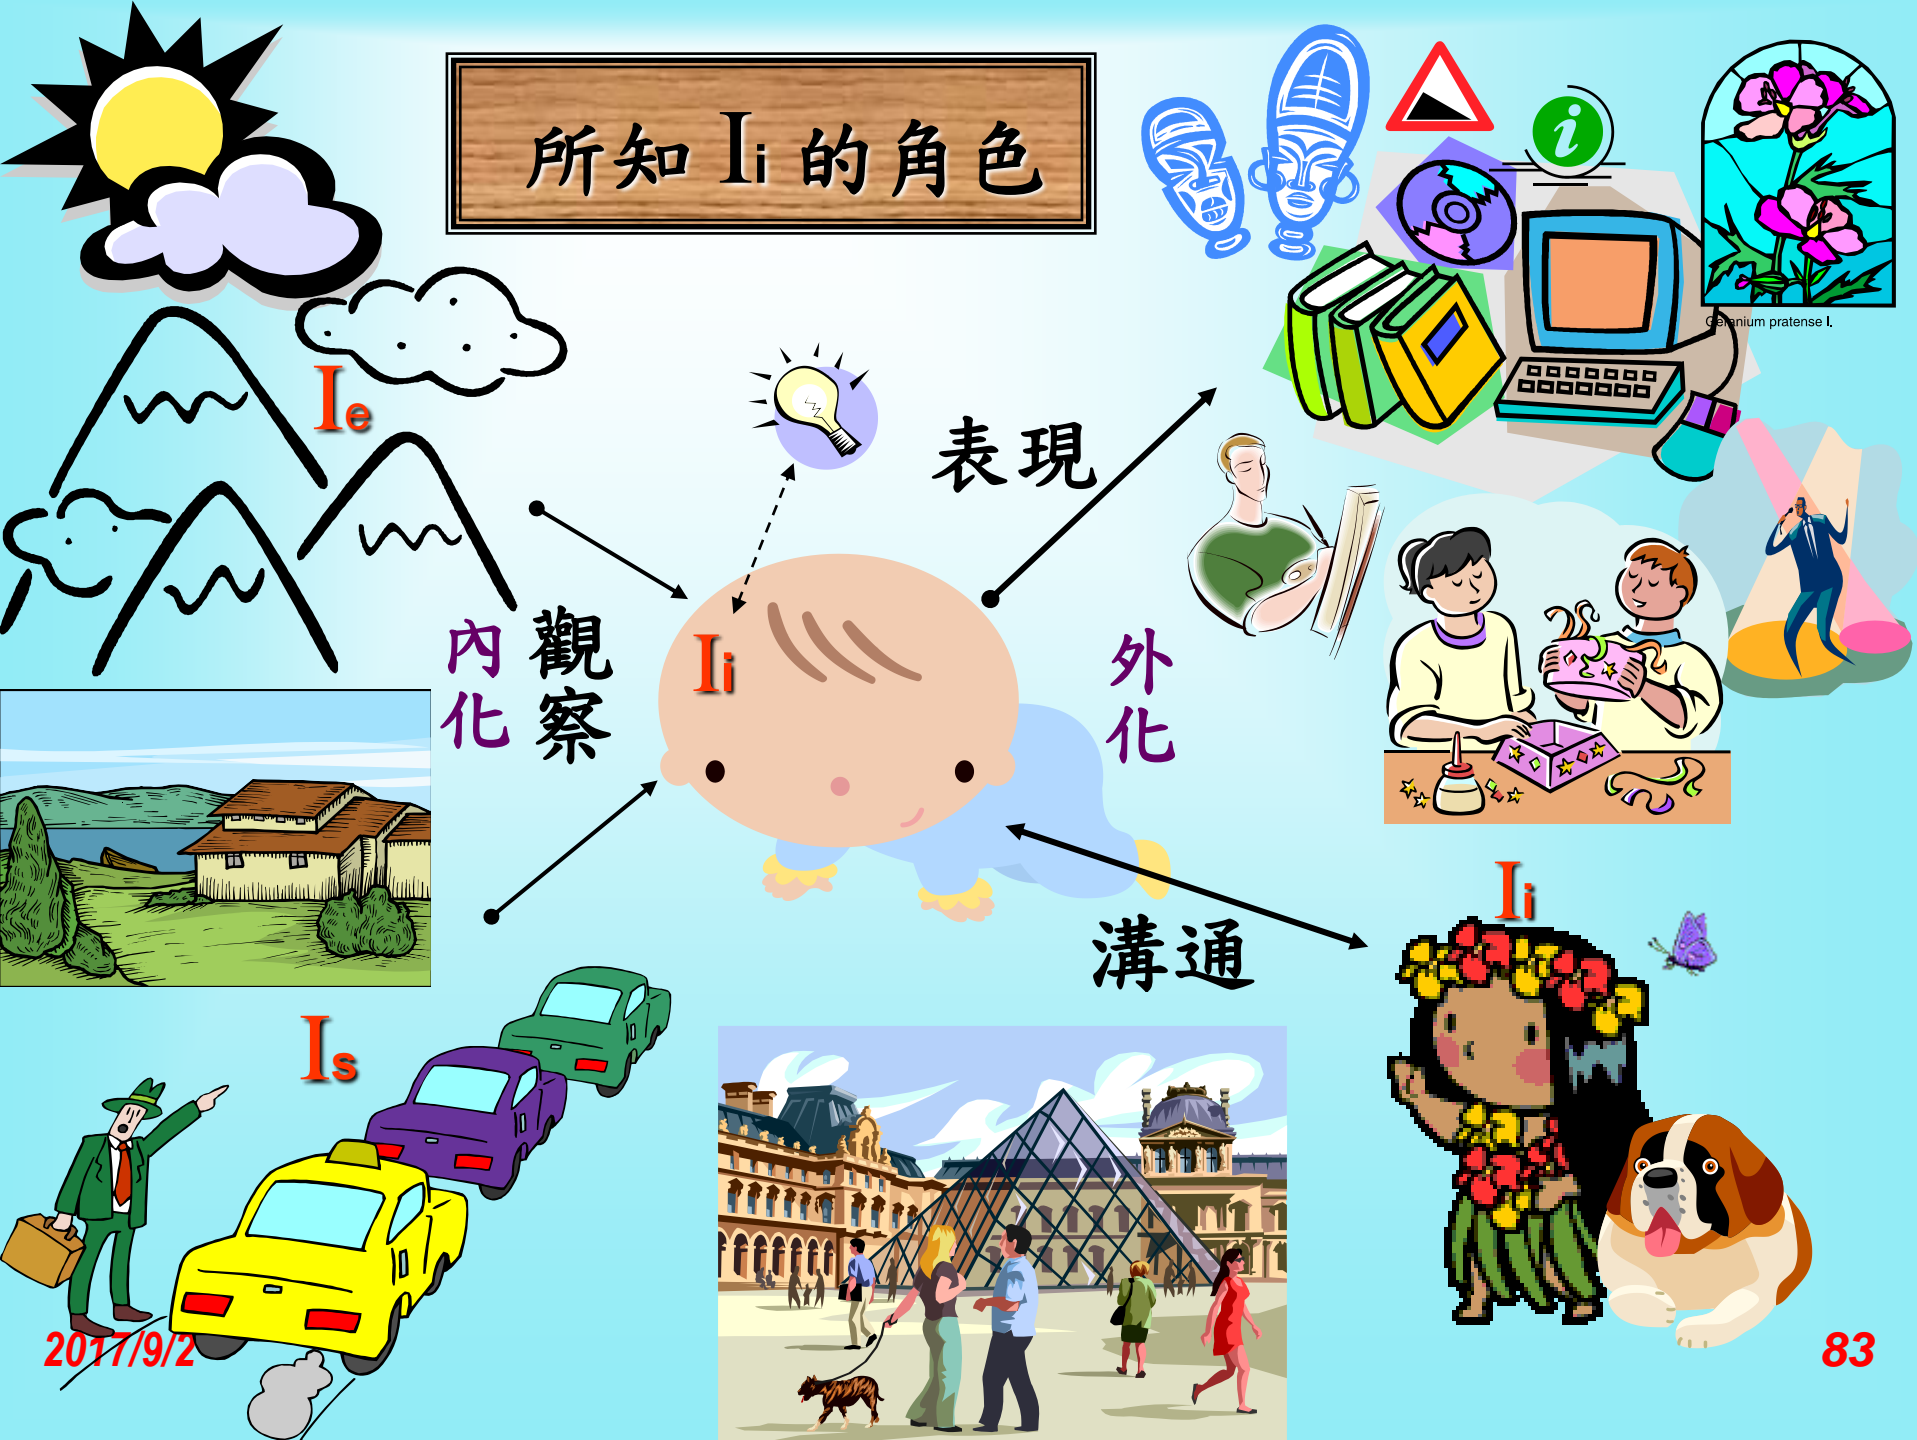 所知 Ii 的角色
Geranium pratense l.
Ie
表現
內化
觀察
Ii
外化
溝通
Ii
Is
2017/9/2
83